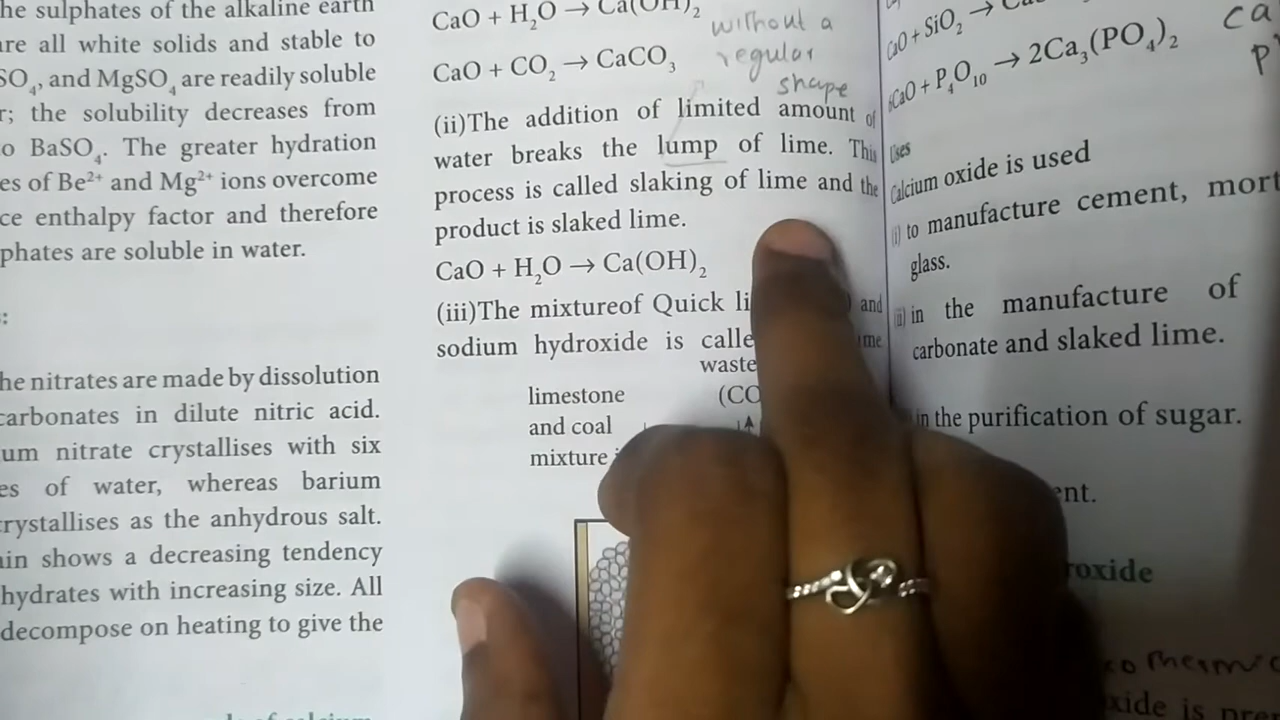 he sulphates of the alkaline earth
re all white solids and stable to
SO₄, and MgSO₄ are readily soluble
r; the solubility decreases from
o BaSO₄. The greater hydration
es of Be²⁺ and Mg²⁺ ions overcome
ce enthalpy factor and therefore
phates are soluble in water.
he nitrates are made by dissolution
carbonates in dilute nitric acid.
um nitrate crystallises with six
es of water, whereas barium
crystallises as the anhydrous salt.
ain shows a decreasing tendency
hydrates with increasing size. All
decompose on heating to give the
CaO + H₂O → Ca(OH)₂
CaO + CO₂ → CaCO₃
without a
regular
shape
(ii)The addition of limited amount of
water breaks the lump of lime. This
process is called slaking of lime and the
product is slaked lime.
CaO + H₂O → Ca(OH)₂
(iii)The mixtureof Quick li and
sodium hydroxide is calle me
waste
limestone (CO
and coal
mixture
CaO + SiO₂ →
6CaO + P₄O₁₀ → 2Ca₃(PO₄)₂
Ca
Uses
Calcium oxide is used
(i) to manufacture cement, mort
glass.
(ii) in the manufacture of
carbonate and slaked lime.
in the purification of sugar.
ent.
roxide
xide is